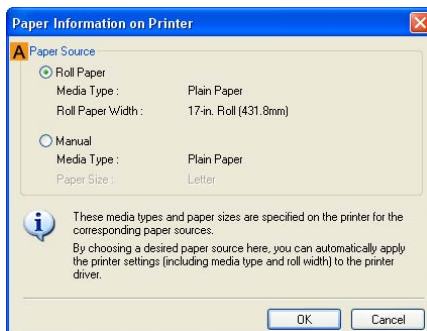 Paper Information on Printer
A Paper Source
Roll Paper
Media Type : Plain Paper
Roll Paper Width : 17-in. Roll (431.8mm)
Manual
Media Type : Plain Paper
Paper Size : Letter
These media types and paper sizes are specified on the printer for the
corresponding paper sources.
By choosing a desired paper source here, you can automatically apply
the printer settings (including media type and roll width) to the printer
driver.
OK Cancel